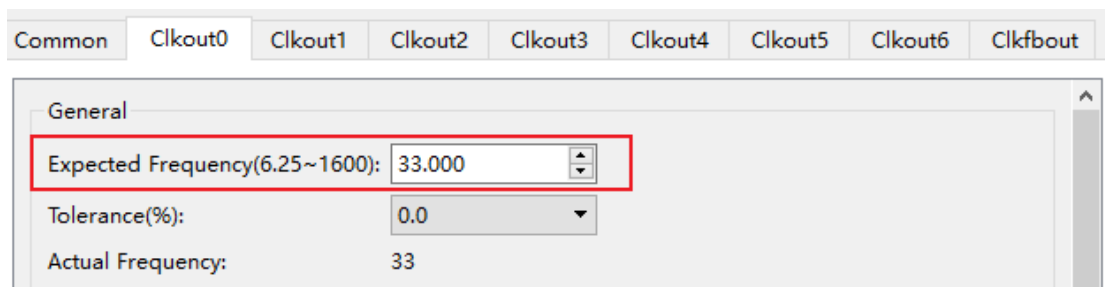 Common Clkout0 Clkout1 Clkout2 Clkout3 Clkout4 Clkout5 Clkout6 Clkfbout
General
Expected Frequency(6.25~1600): 33.000
Tolerance(%): 0.0
Actual Frequency: 33